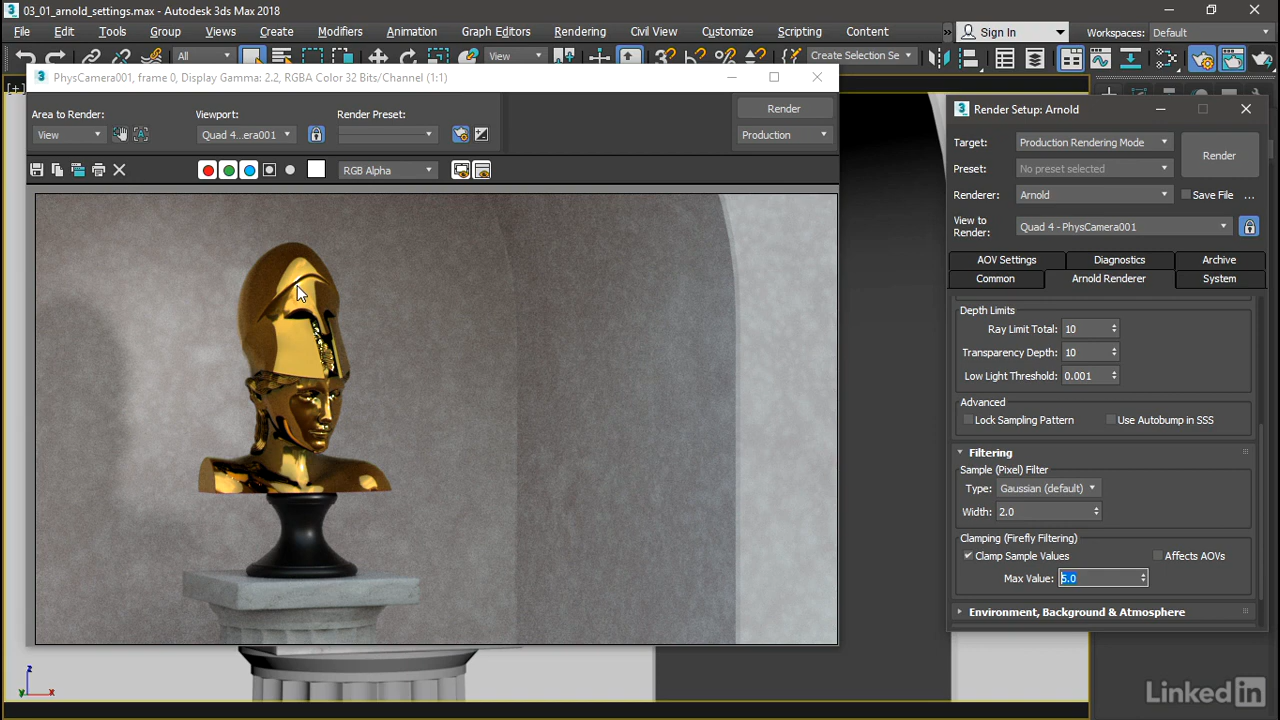 03_01_arnold_settings.max - Autodesk 3ds Max 2018
File Edit Tools Group Views Create Modifiers Animation Graph Editors Rendering Civil View Customize Scripting Content » Sign In Workspaces: Default
All View Create Selection Se
[+]
PhysCamera001, frame 0, Display Gamma: 2.2, RGBA Color 32 Bits/Channel (1:1)
Area to Render: Viewport: Render Preset: Render
View Quad 4...era001 Production
RGB Alpha
Render Setup: Arnold
Target: Production Rendering Mode
Render
Preset: No preset selected
Renderer: Arnold Save File ...
View to
Render: Quad 4 - PhysCamera001
AOV Settings Diagnostics Archive
Common Arnold Renderer System
Depth Limits
Ray Limit Total: 10
Transparency Depth: 10
Low Light Threshold: 0.001
Advanced
Lock Sampling Pattern Use Autobump in SSS
Filtering
Sample (Pixel) Filter
Type: Gaussian (default)
Width: 2.0
Clamping (Firefly Filtering)
Clamp Sample Values Affects AOVs
Max Value: 5.0
Environment, Background & Atmosphere
z
y x
LinkedIn